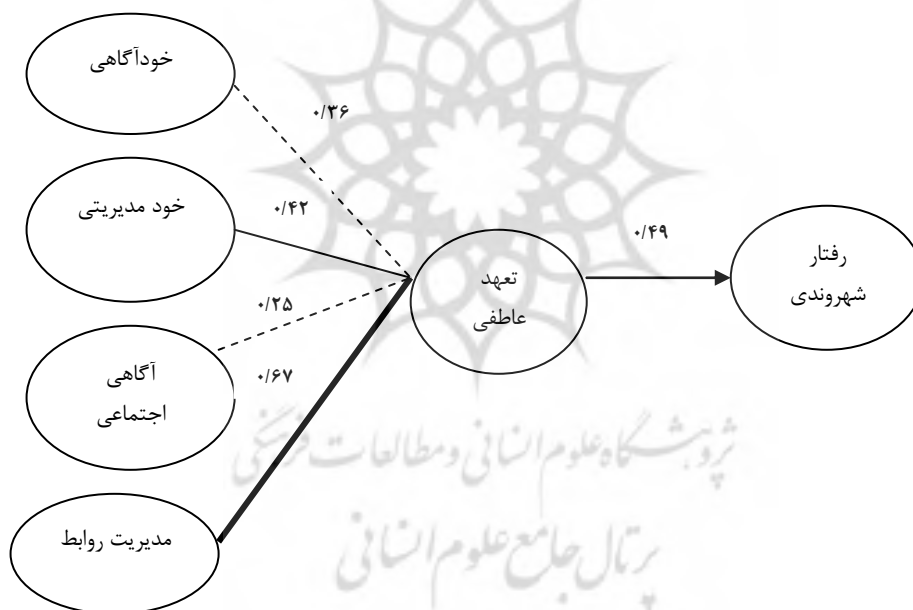 خودآگاهی
۰/۳۶
خود مدیریتی
۰/۴۲
۰/۴۹
رفتار
شهروندی
تعهد
عاطفی
۰/۲۵
آگاهی
اجتماعی
۰/۶۷
پژوهشگاه علوم انسانی و مطالعات فرهنگی
مدیریت روابط
پرتال جامع علوم انسانی